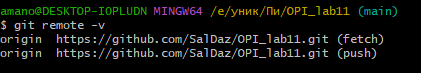 amano@DESKTOP-IOPLUDN MINGW64 /e/уник/Пи/OPI_lab11 (main)
$ git remote -v
origin  https://github.com/SalDaz/OPI_lab11.git (fetch)
origin  https://github.com/SalDaz/OPI_lab11.git (push)